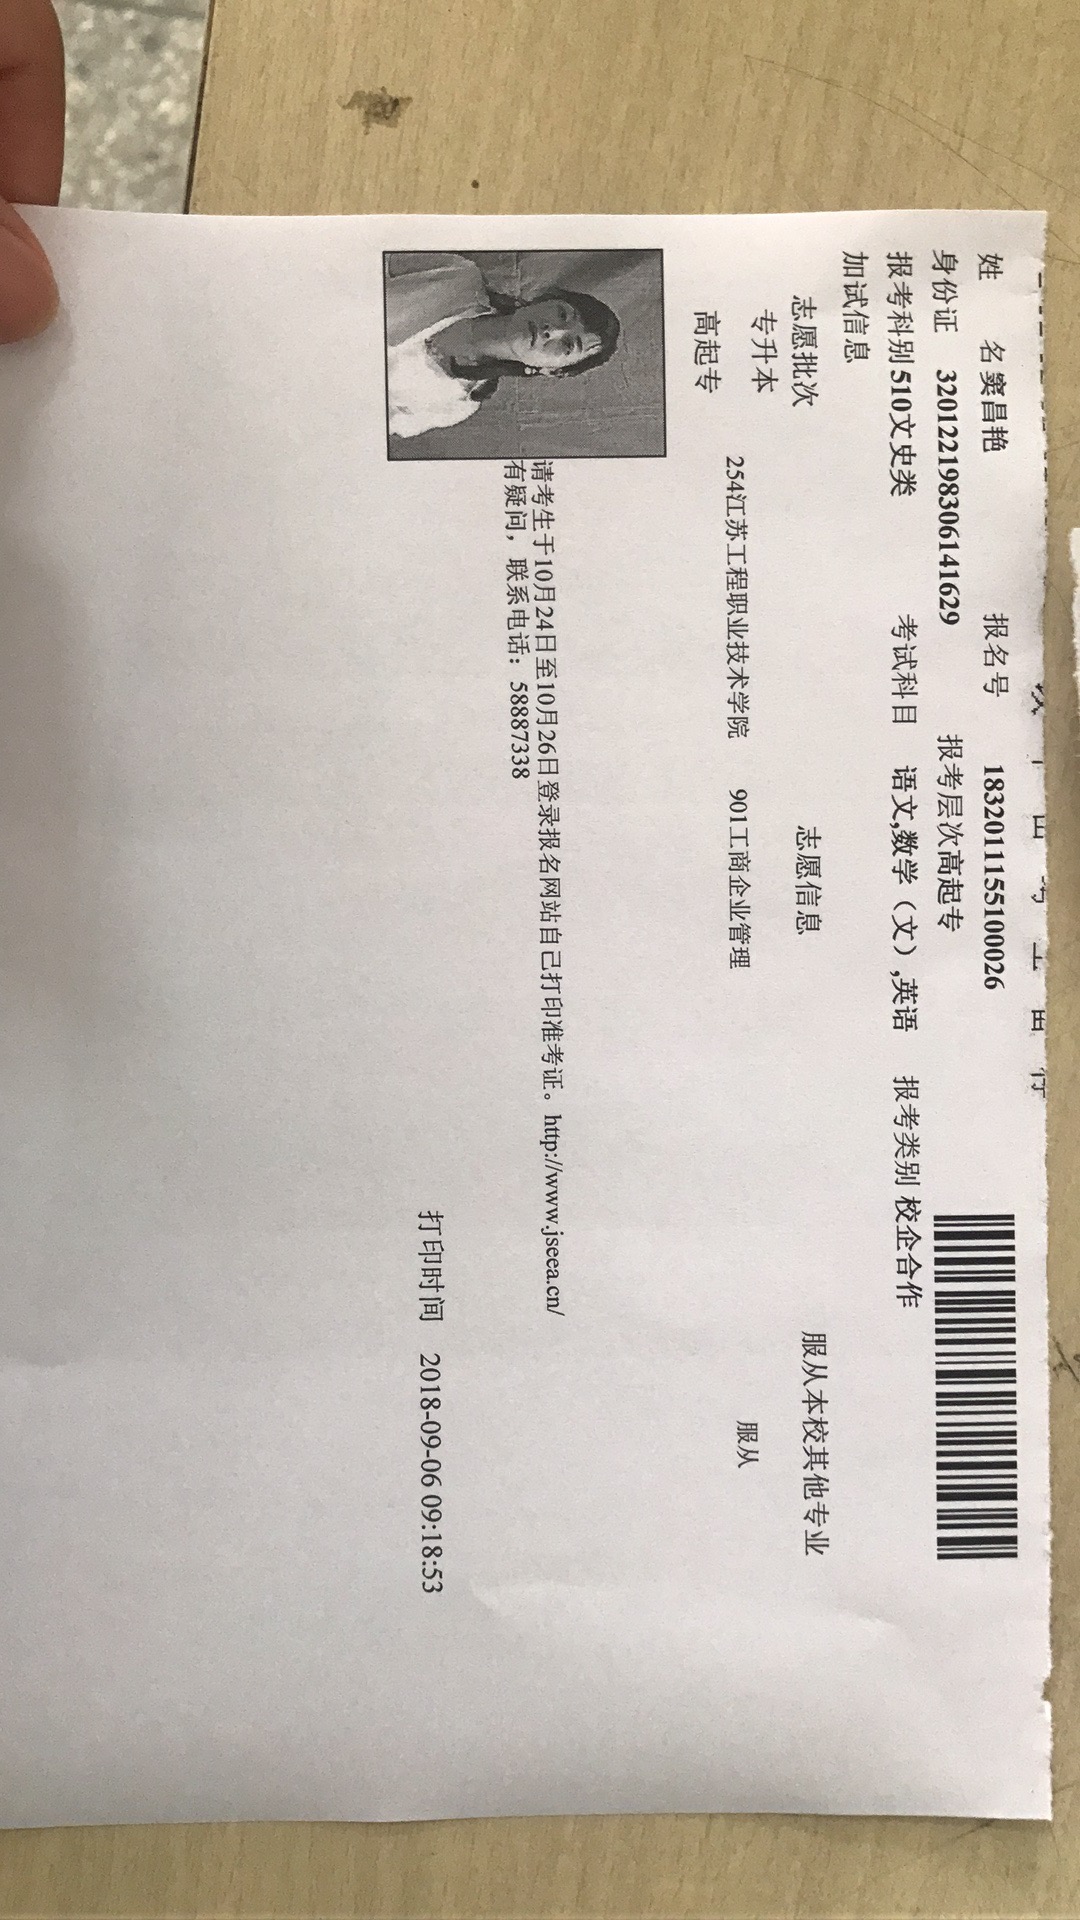 姓 名窦昌艳 报名号 1832011155100026
身份证 320122198306141629 报考层次高起专
报考科别510文史类 考试科目 语文,数学（文）,英语 报考类别 校企合作
加试信息
志愿批次 志愿信息 服从本校其他专业
专升本
254江苏工程职业技术学院 901工商企业管理 服从
高起专
请考生于10月24日至10月26日登录报名网站自己打印准考证。http://www.jseea.cn/
有疑问，联系电话：58887338
打印时间 2018-09-06 09:18:53